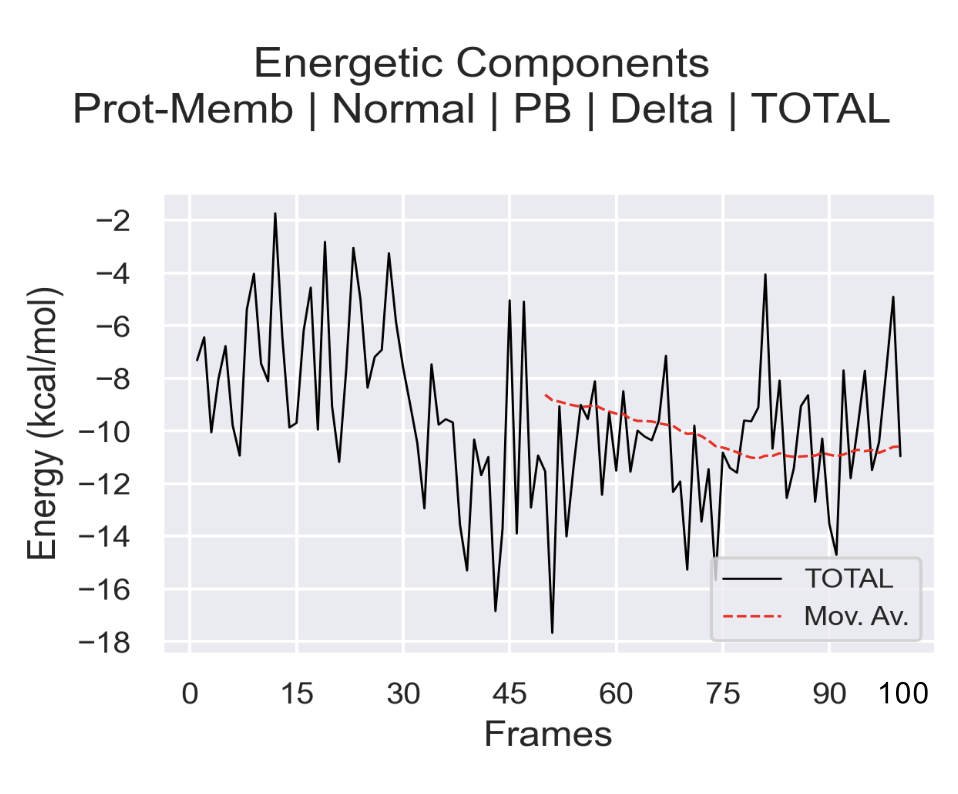 Energetic Components
Prot-Memb | Normal | PB | Delta | TOTAL
Energy (kcal/mol)
−2
−4
−6
−8
−10
−12
−14
−16
−18
TOTAL
Mov. Av.
0 15 30 45 60 75 90 100
Frames